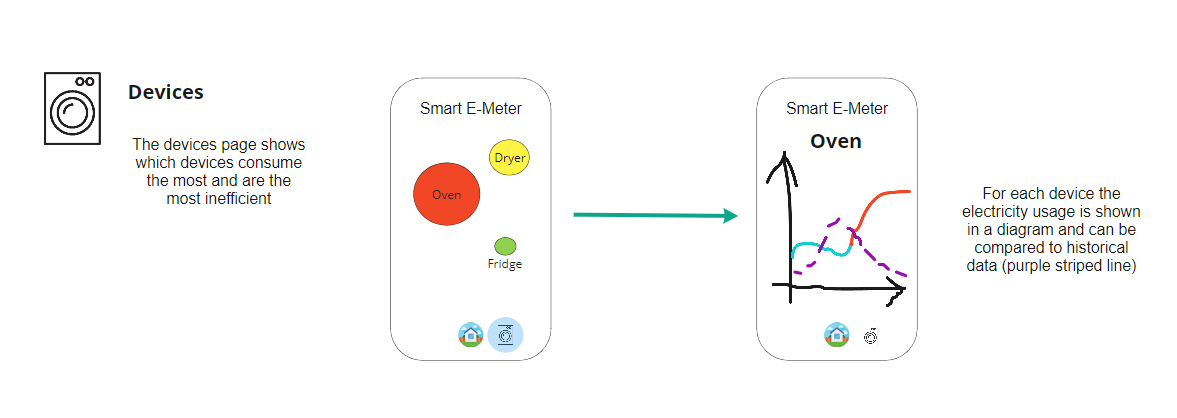 Devices
The devices page shows
which devices consume
the most and are the
most inefficient
Smart E-Meter
Dryer
Oven
Fridge
Smart E-Meter
Oven
For each device the
electricity usage is shown
in a diagram and can be
compared to historical
data (purple striped line)